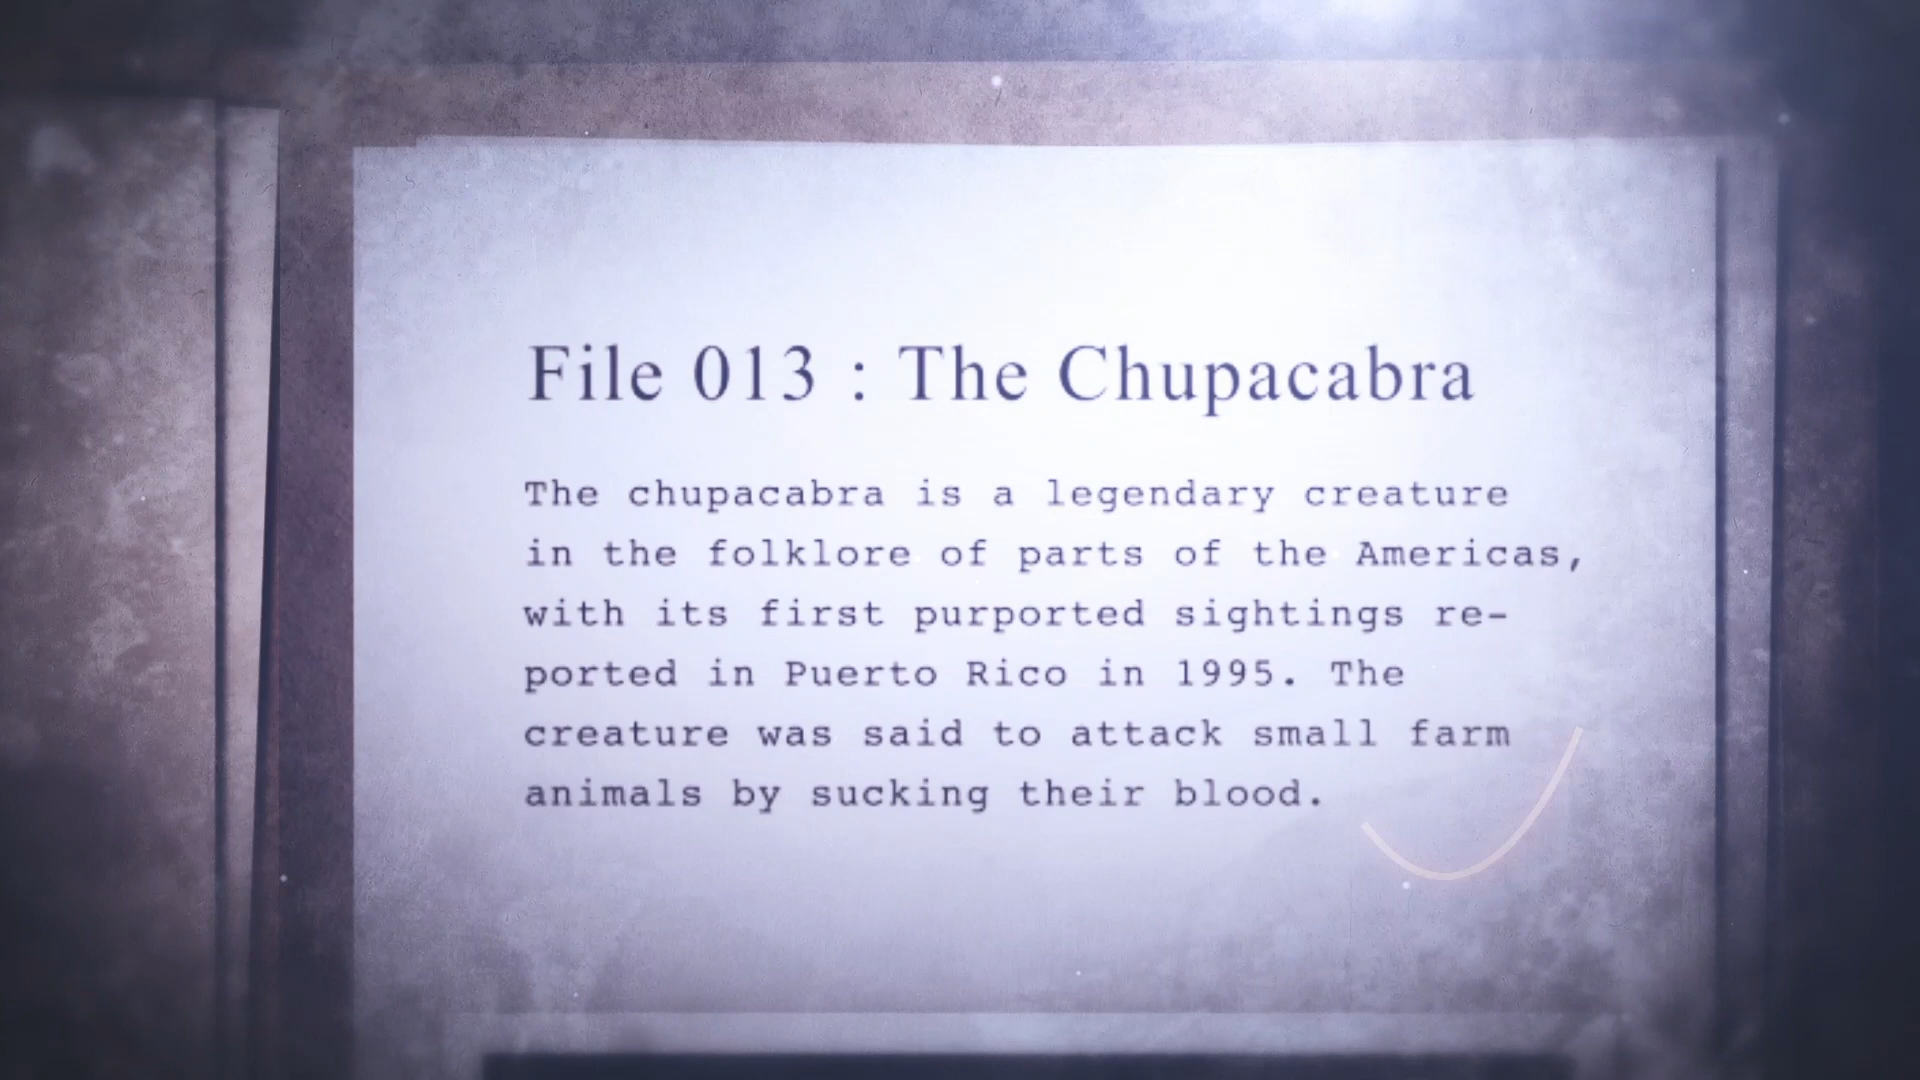 File 013 : The Chupacabra
The chupacabra is a legendary creature
in the folklore of parts of the Americas,
with its first purported sightings re-
ported in Puerto Rico in 1995. The
creature was said to attack small farm
animals by sucking their blood.